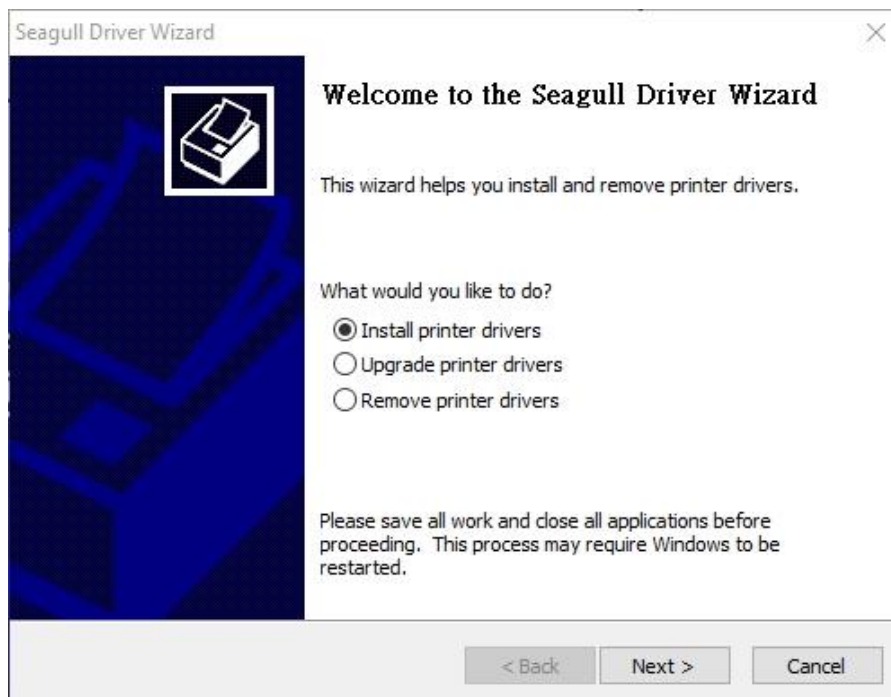 Seagull Driver Wizard
Welcome to the Seagull Driver Wizard
This wizard helps you install and remove printer drivers.
What would you like to do?
Install printer drivers
Upgrade printer drivers
Remove printer drivers
Please save all work and close all applications before
proceeding.  This process may require Windows to be
restarted.
< Back Next > Cancel